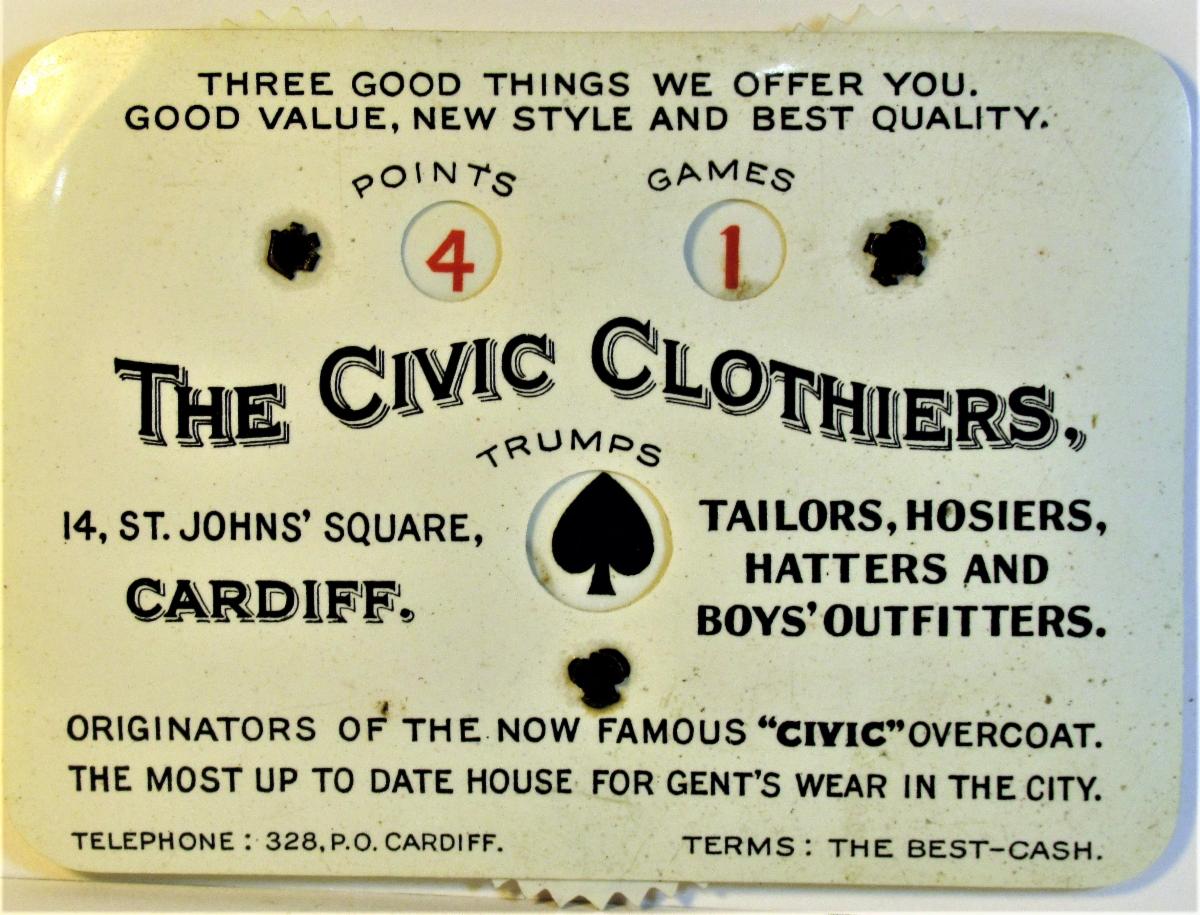 THREE GOOD THINGS WE OFFER YOU.
GOOD VALUE, NEW STYLE AND BEST QUALITY.
POINTS GAMES
4 1
THE CIVIC CLOTHIERS,
TRUMPS
14, ST. JOHNS' SQUARE,
CARDIFF.
TAILORS, HOSIERS,
HATTERS AND
BOYS' OUTFITTERS.
ORIGINATORS OF THE NOW FAMOUS "CIVIC" OVERCOAT.
THE MOST UP TO DATE HOUSE FOR GENT'S WEAR IN THE CITY.
TELEPHONE: 328, P.O. CARDIFF. TERMS: THE BEST-CASH.